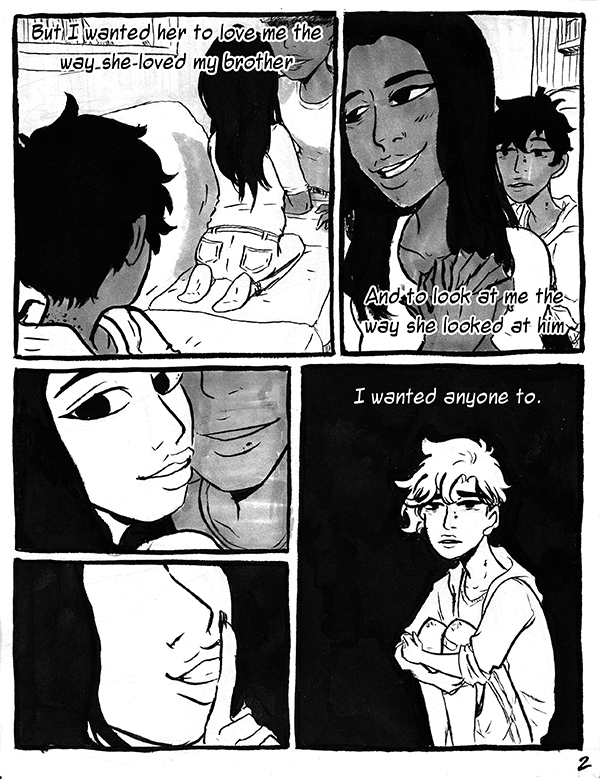 But I wanted her to love me the
way she loved my brother
And to look at me the
way she looked at him
I wanted anyone to.
2